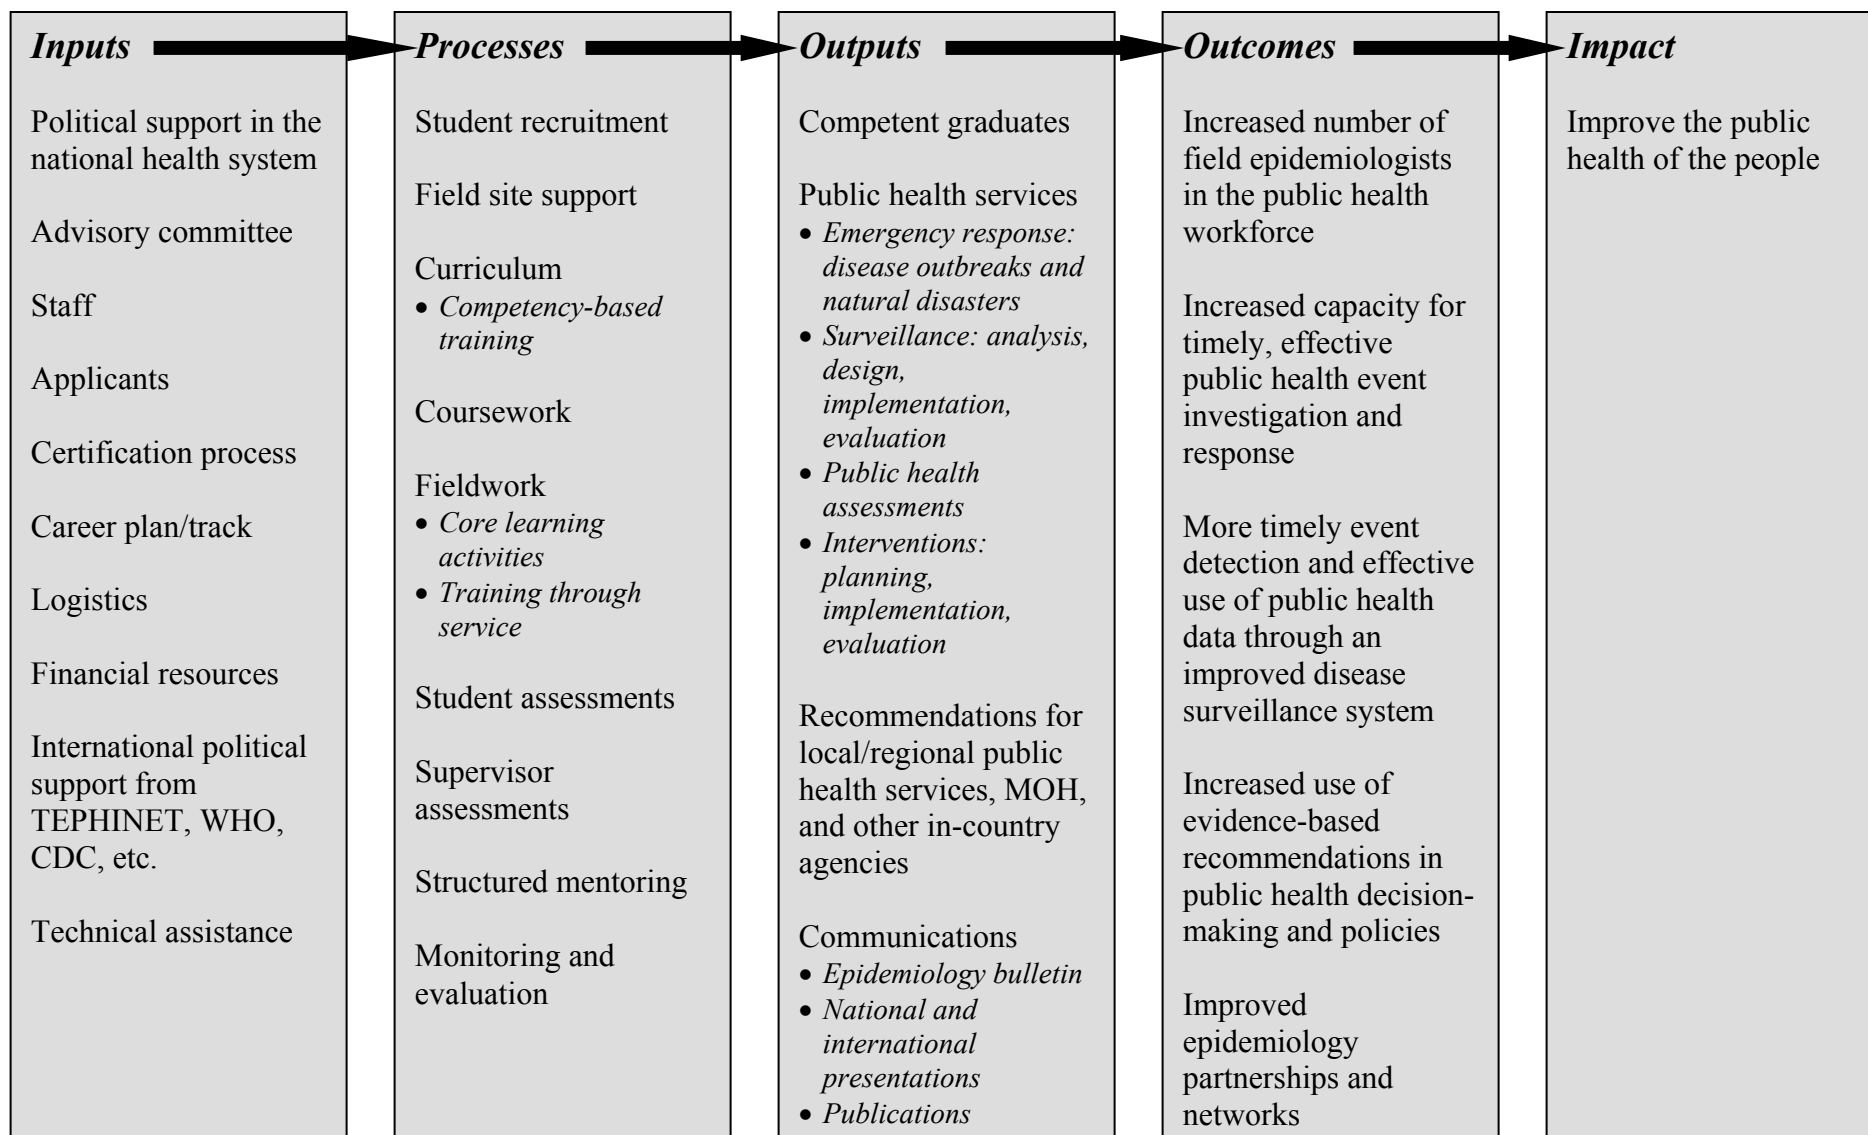 Inputs
Political support in the
national health system
Advisory committee
Staff
Applicants
Certification process
Career plan/track
Logistics
Financial resources
International political
support from
TEPHINET, WHO,
CDC, etc.
Technical assistance
Processes
Student recruitment
Field site support
Curriculum
• Competency-based
training
Coursework
Fieldwork
• Core learning
activities
• Training through
service
Student assessments
Supervisor
assessments
Structured mentoring
Monitoring and
evaluation
Outputs
Competent graduates
Public health services
• Emergency response:
disease outbreaks and
natural disasters
• Surveillance: analysis,
design,
implementation,
evaluation
• Public health
assessments
• Interventions:
planning,
implementation,
evaluation
Recommendations for
local/regional public
health services, MOH,
and other in-country
agencies
Communications
• Epidemiology bulletin
• National and
international
presentations
• Publications
Outcomes
Increased number of
field epidemiologists
in the public health
workforce
Increased capacity for
timely, effective
public health event
investigation and
response
More timely event
detection and effective
use of public health
data through an
improved disease
surveillance system
Increased use of
evidence-based
recommendations in
public health decision-
making and policies
Improved
epidemiology
partnerships and
networks
Impact
Improve the public
health of the people